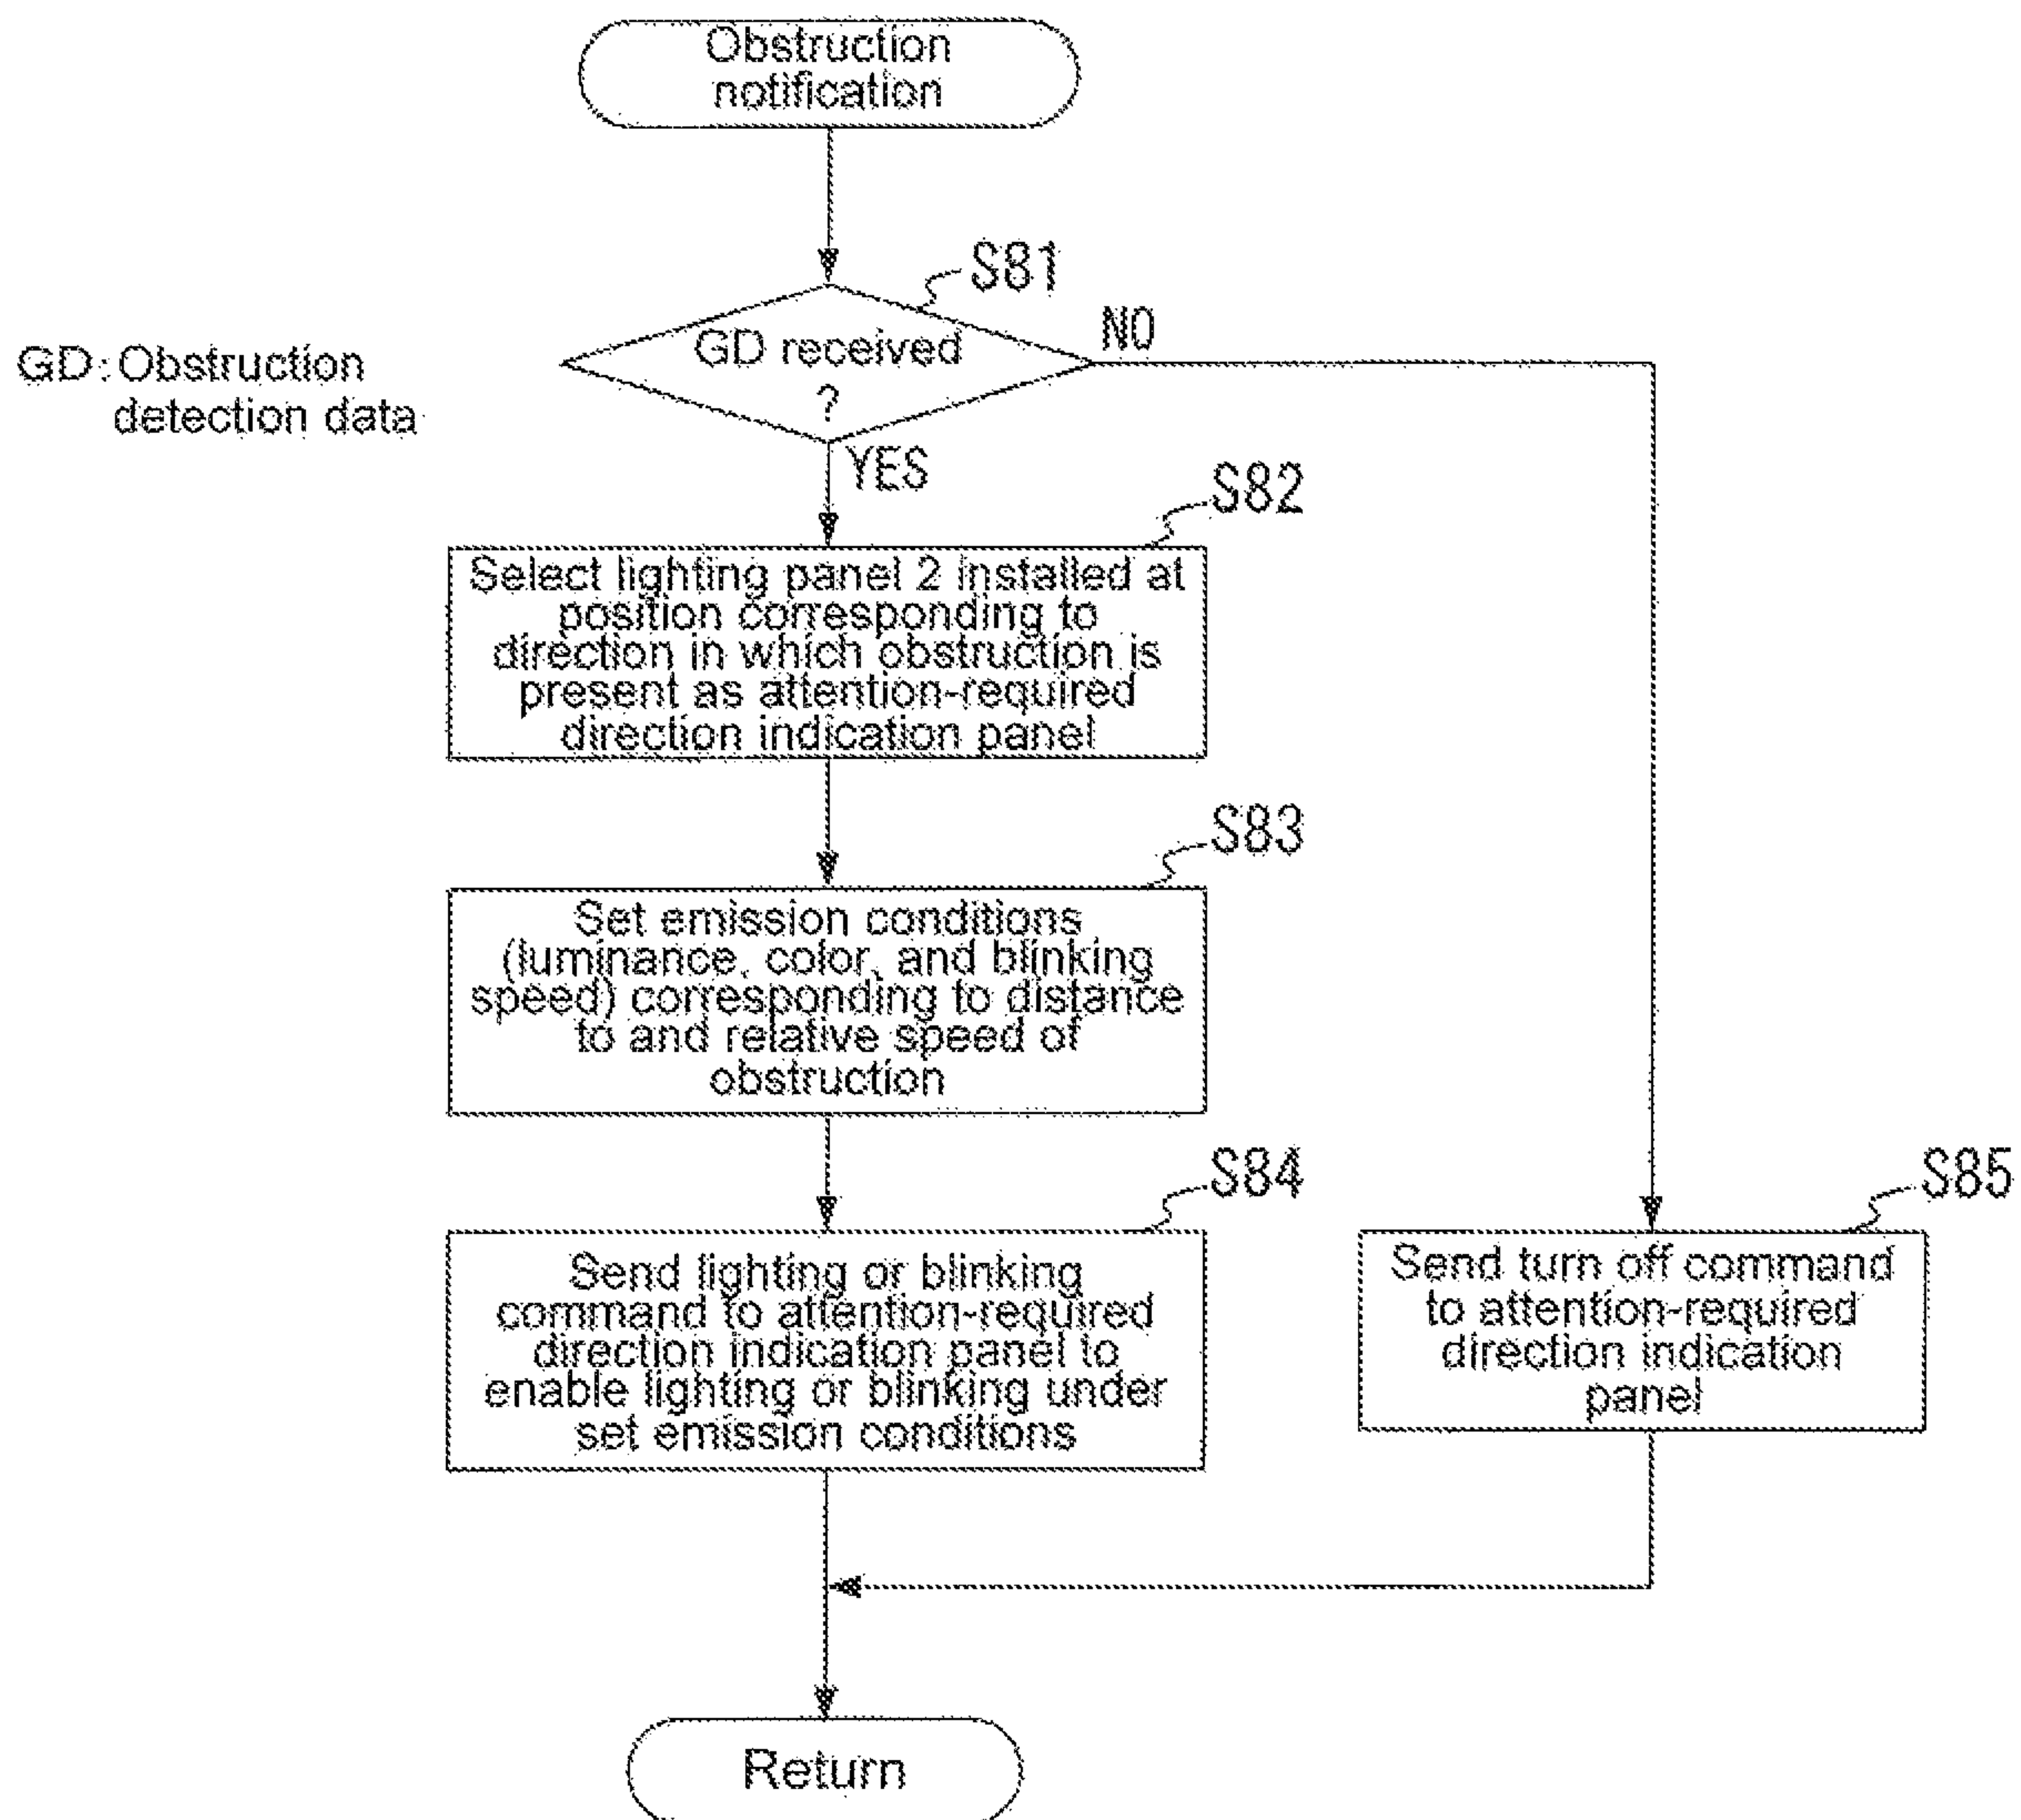 Obstruction
notification
S81
GD received
?
NO
GD: Obstruction
detection data
YES
S82
Select lighting panel 2 installed at
position corresponding to
direction in which obstruction is
present as attention-required
direction indication panel
S83
Set emission conditions
(luminance, color, and blinking
speed) corresponding to distance
to and relative speed of
obstruction
S84
Send lighting or blinking
command to attention-required
direction indication panel to
enable lighting or blinking under
set emission conditions
S85
Send turn off command
to attention-required
direction indication
panel
Return